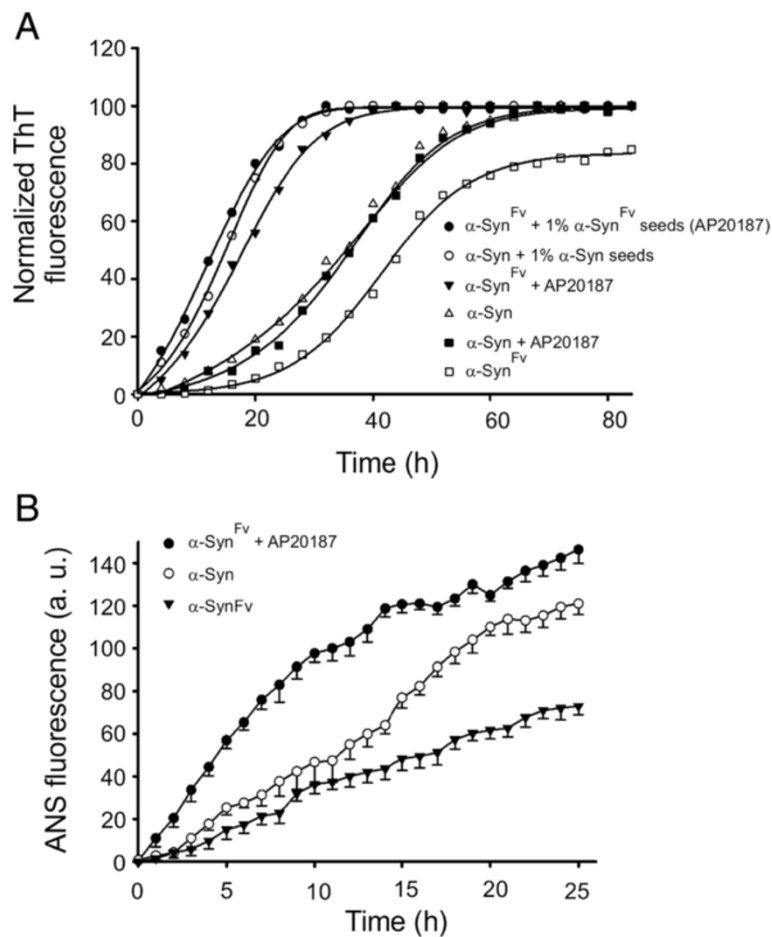 A
Normalized ThT
fluorescence
120
100
80
60
40
20
0
α-Syn^Fv + 1% α-Syn^Fv seeds (AP20187)
α-Syn + 1% α-Syn seeds
α-Syn^Fv + AP20187
α-Syn
α-Syn + AP20187
α-Syn^Fv
0 20 40 60 80
Time (h)
B
ANS fluorescence (a. u.)
140
120
100
80
60
40
20
0
α-Syn^Fv + AP20187
α-Syn
α-SynFv
0 5 10 15 20 25
Time (h)